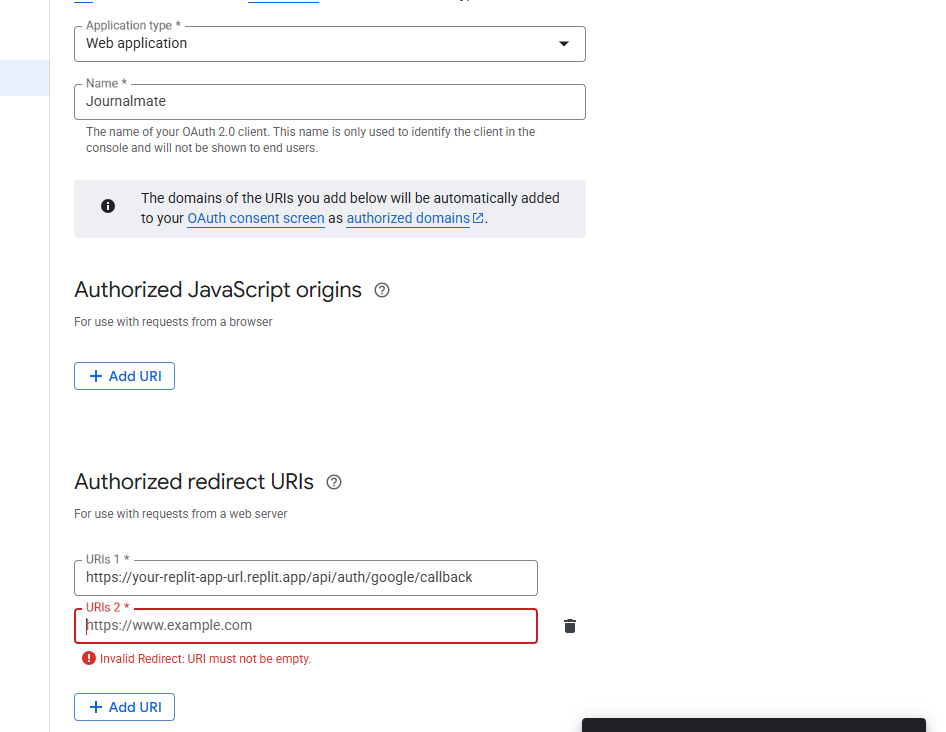 Application type *
Web application
Name *
Journalmate
The name of your OAuth 2.0 client. This name is only used to identify the client in the
console and will not be shown to end users.
The domains of the URIs you add below will be automatically added
to your OAuth consent screen as authorized domains.
Authorized JavaScript origins
For use with requests from a browser
Add URI
Authorized redirect URIs
For use with requests from a web server
URIs 1 *
https://your-replit-app-url.replit.app/api/auth/google/callback
URIs 2 *
https://www.example.com
Invalid Redirect: URI must not be empty.
Add URI